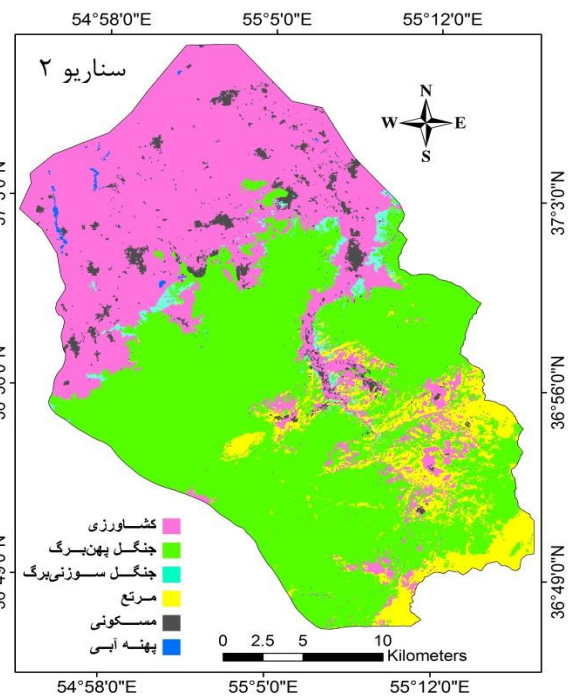 54°58'0"E 55°5'0"E 55°12'0"E
سناریو ۲
N
W E
S
37°3'0"N
36°56'0"N
36°49'0"N
کشاورزی
جنگل پهن‌برگ
جنگل سوزنی‌برگ
مرتع
مسکونی
پهنه آبی
0 2.5 5 10
Kilometers
54°58'0"E 55°5'0"E 55°12'0"E